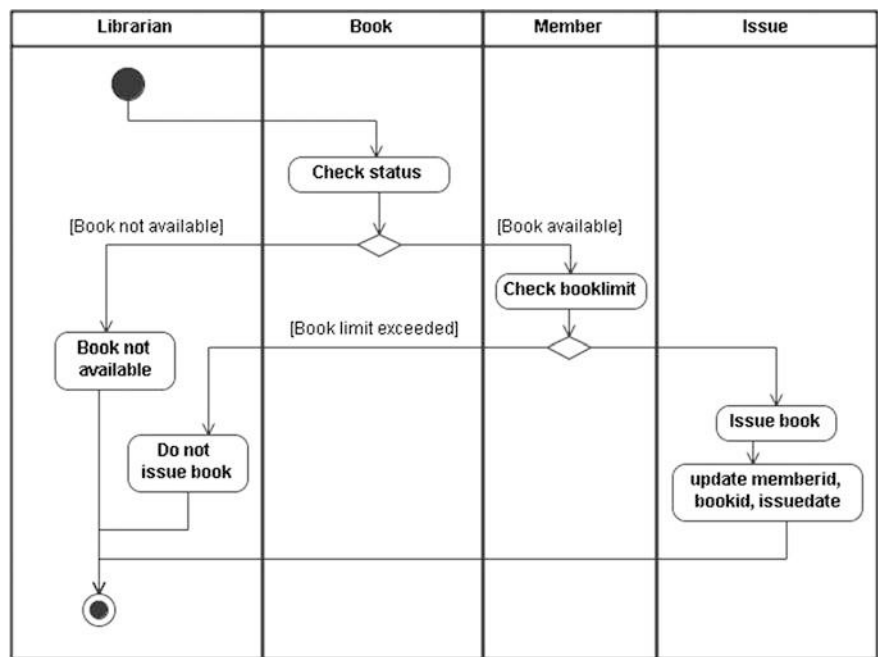 Librarian
Book
Member
Issue
Check status
[Book not available]
[Book available]
Check booklimit
[Book limit exceeded]
Book not
available
Issue book
Do not
issue book
update memberid,
bookid, issuedate